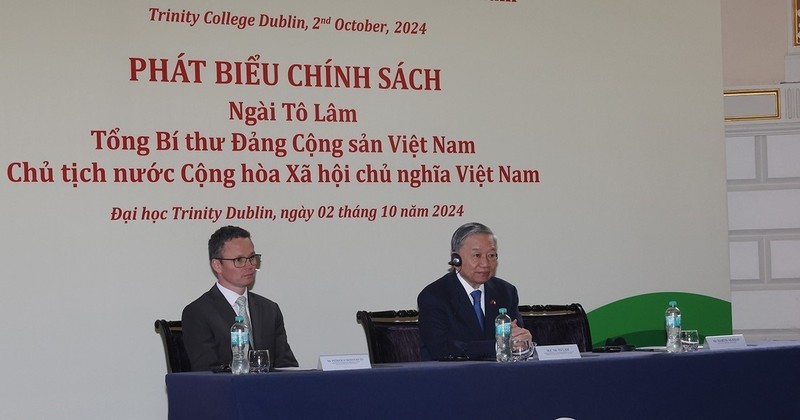 Trinity College Dublin, 2nd October, 2024
PHÁT BIỂU CHÍNH SÁCH
Ngài Tô Lâm
Tổng Bí thư Đảng Cộng sản Việt Nam
Chủ tịch nước Cộng hòa Xã hội chủ nghĩa Việt Nam
Đại học Trinity Dublin, ngày 02 tháng 10 năm 2024